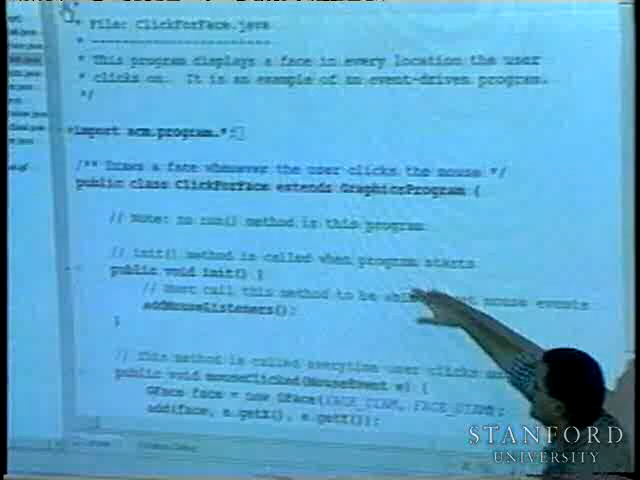 * File: ClickForFace.java
* ----------------------
* This program displays a face in every location the user
* clicks on. It is an example of an event-driven program.
*/
import acm.program.*;
/** Draws a face whenever the user clicks the mouse */
public class ClickForFace extends GraphicsProgram {
// Note: no run() method is this program
// init() method is called when program starts
public void init() {
// Must call this method to be able mouse events
addMouseListeners();
}
// This method is called everytime user clicks
public void mouseClicked(MouseEvent e) {
GFace face = new GFace(FACE_DIAM, FACE_DIAM);
add(face, e.getX(), e.getY());
STANFORD
UNIVERSITY